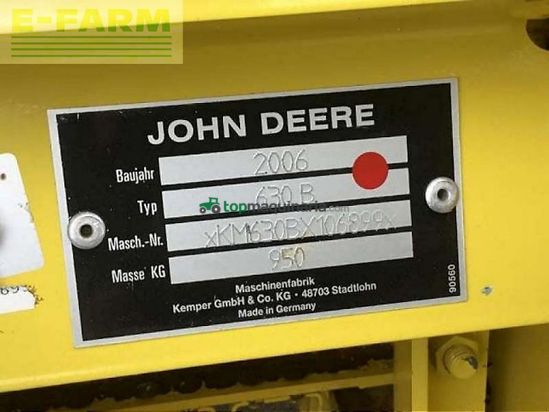 E-FARM
JOHN DEERE
Baujahr 2006
Typ 630 B
topmaquinaria.com
Masch.-Nr. xKM630BX106899x
Masse KG 950
Maschinenfabrik
Kemper GmbH & Co. KG · 48703 Stadtlohn
Made in Germany
90560